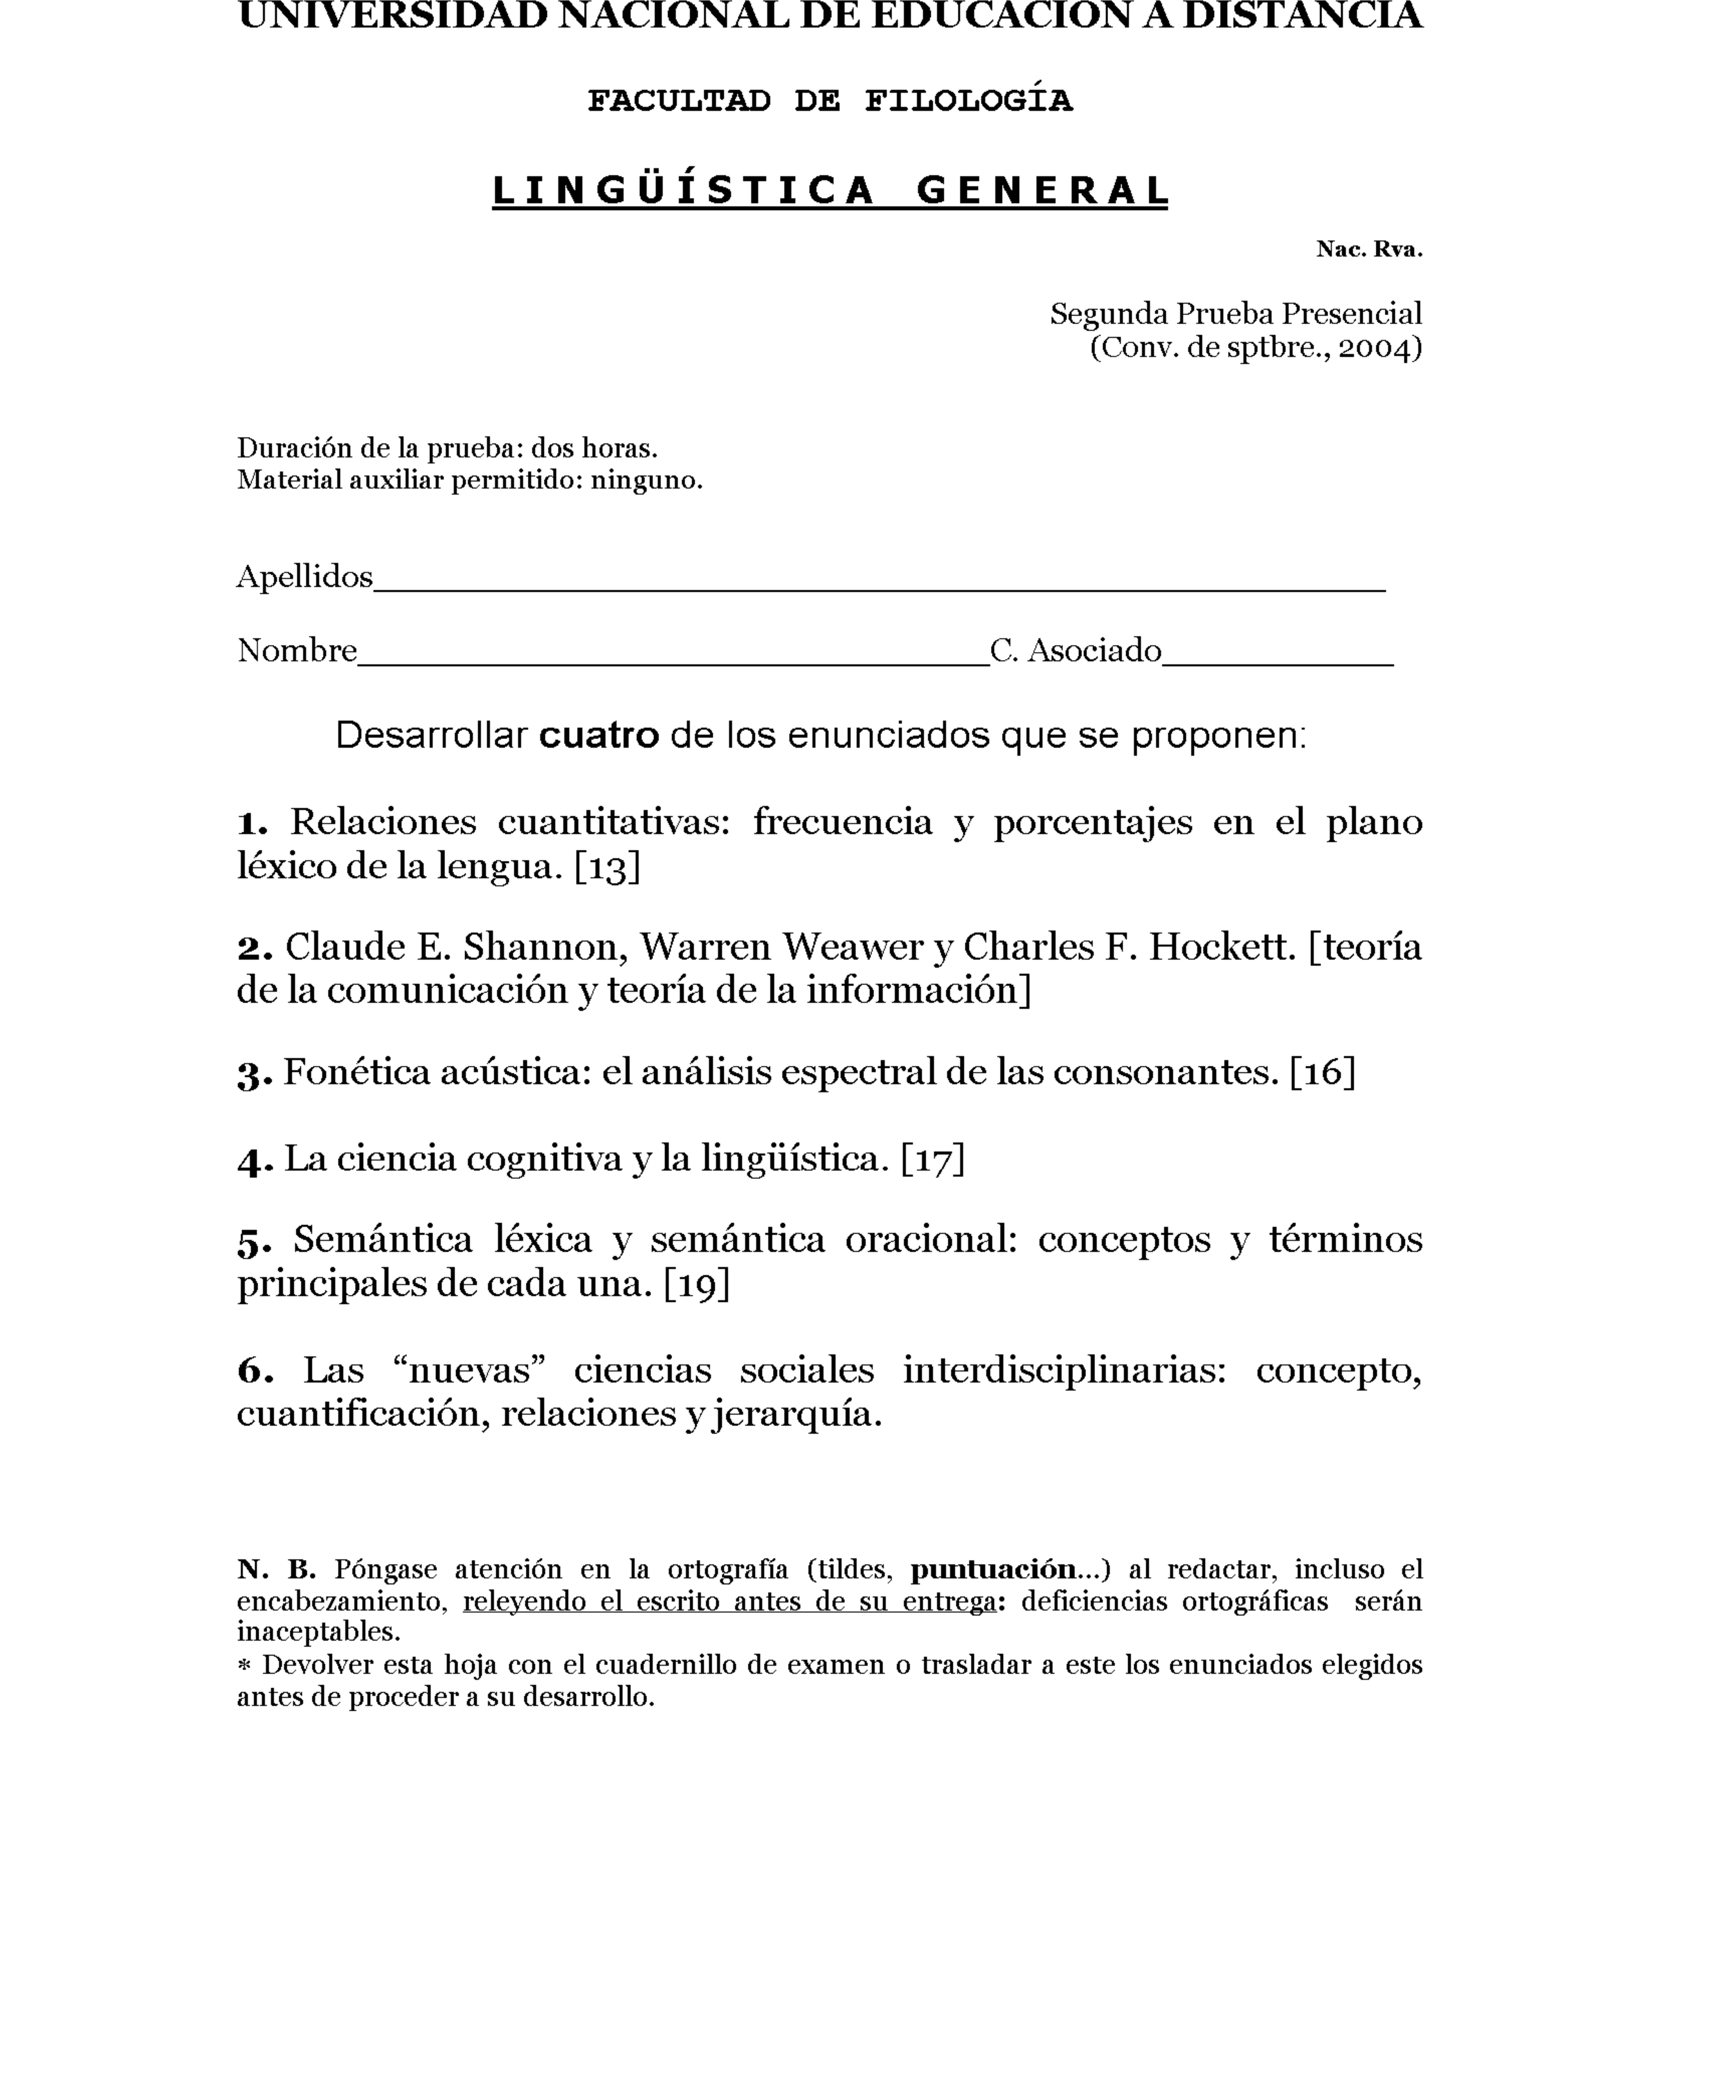 UNIVERSIDAD NACIONAL DE EDUCACIÓN A DISTANCIA
FACULTAD DE FILOLOGÍA
LINGÜÍSTICA GENERAL
Nac. Rva.
Segunda Prueba Presencial
(Conv. de sptbre., 2004)
Duración de la prueba: dos horas.
Material auxiliar permitido: ninguno.
Apellidos
Nombre C. Asociado
Desarrollar cuatro de los enunciados que se proponen:
1. Relaciones cuantitativas: frecuencia y porcentajes en el plano
léxico de la lengua. [13]
2. Claude E. Shannon, Warren Weawer y Charles F. Hockett. [teoría
de la comunicación y teoría de la información]
3. Fonética acústica: el análisis espectral de las consonantes. [16]
4. La ciencia cognitiva y la lingüística. [17]
5. Semántica léxica y semántica oracional: conceptos y términos
principales de cada una. [19]
6. Las “nuevas” ciencias sociales interdisciplinarias: concepto,
cuantificación, relaciones y jerarquía.
N. B. Póngase atención en la ortografía (tildes, puntuación...) al redactar, incluso el
encabezamiento, releyendo el escrito antes de su entrega: deficiencias ortográficas serán
inaceptables.
* Devolver esta hoja con el cuadernillo de examen o trasladar a este los enunciados elegidos
antes de proceder a su desarrollo.